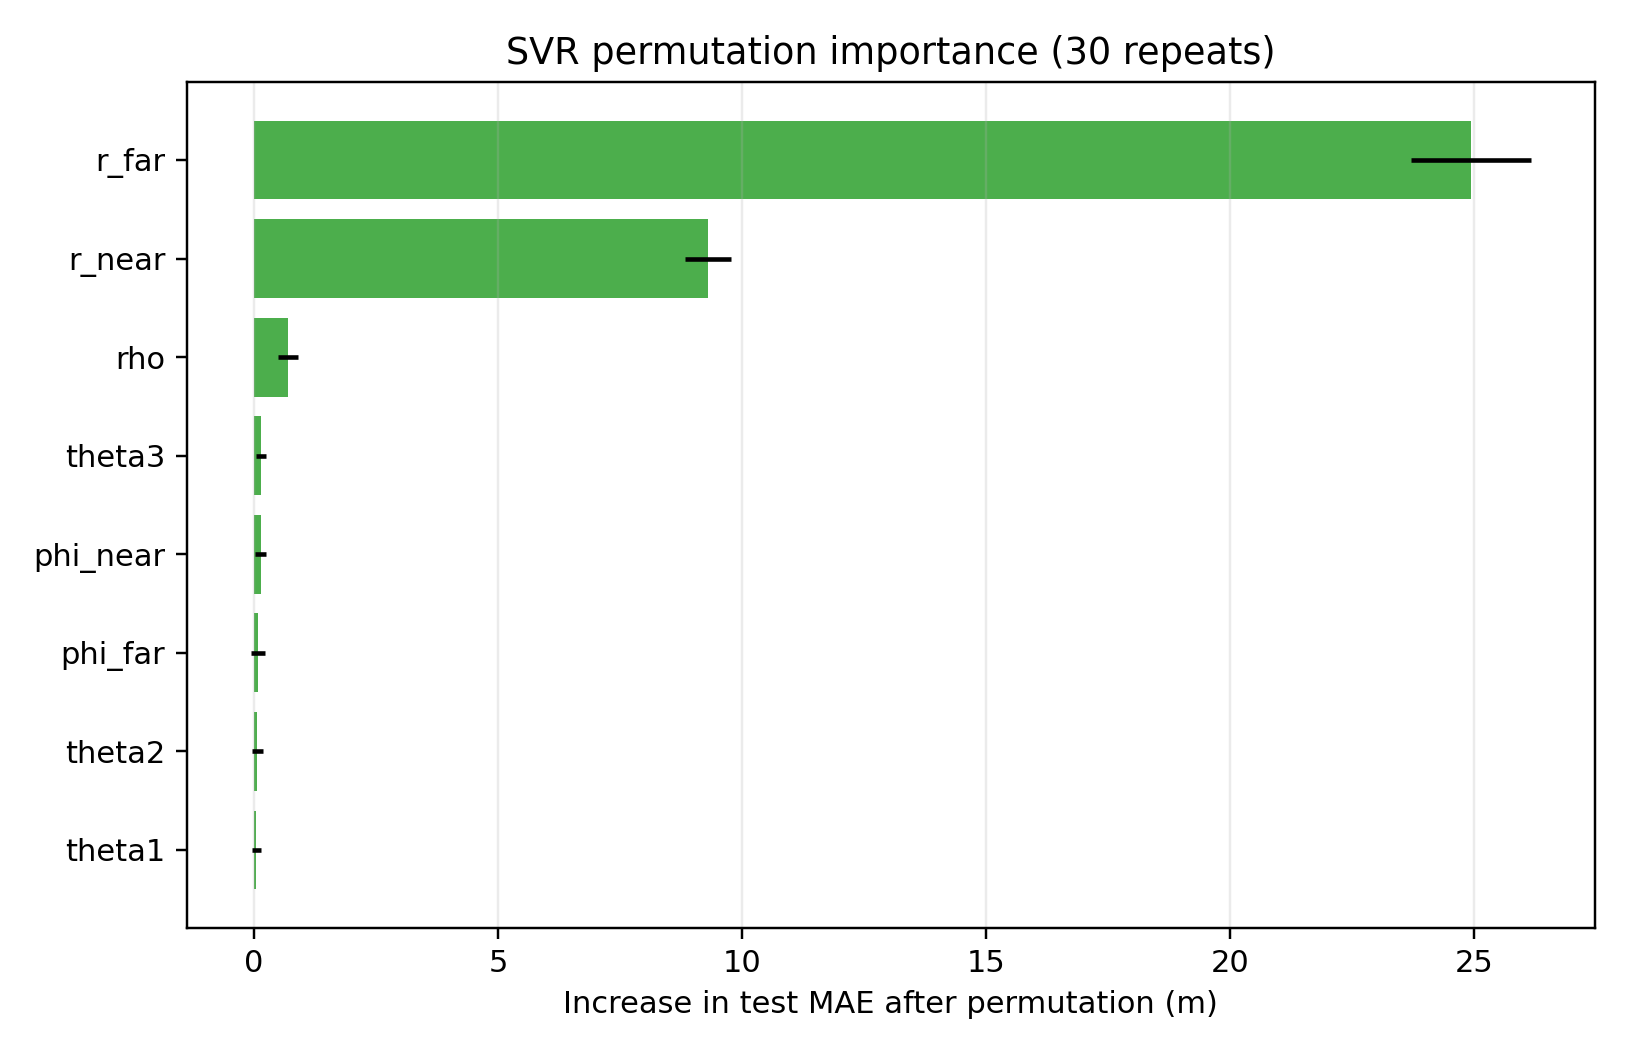 SVR permutation importance (30 repeats)
r_far
r_near
rho
theta3
phi_near
phi_far
theta2
theta1
0 5 10 15 20 25
Increase in test MAE after permutation (m)